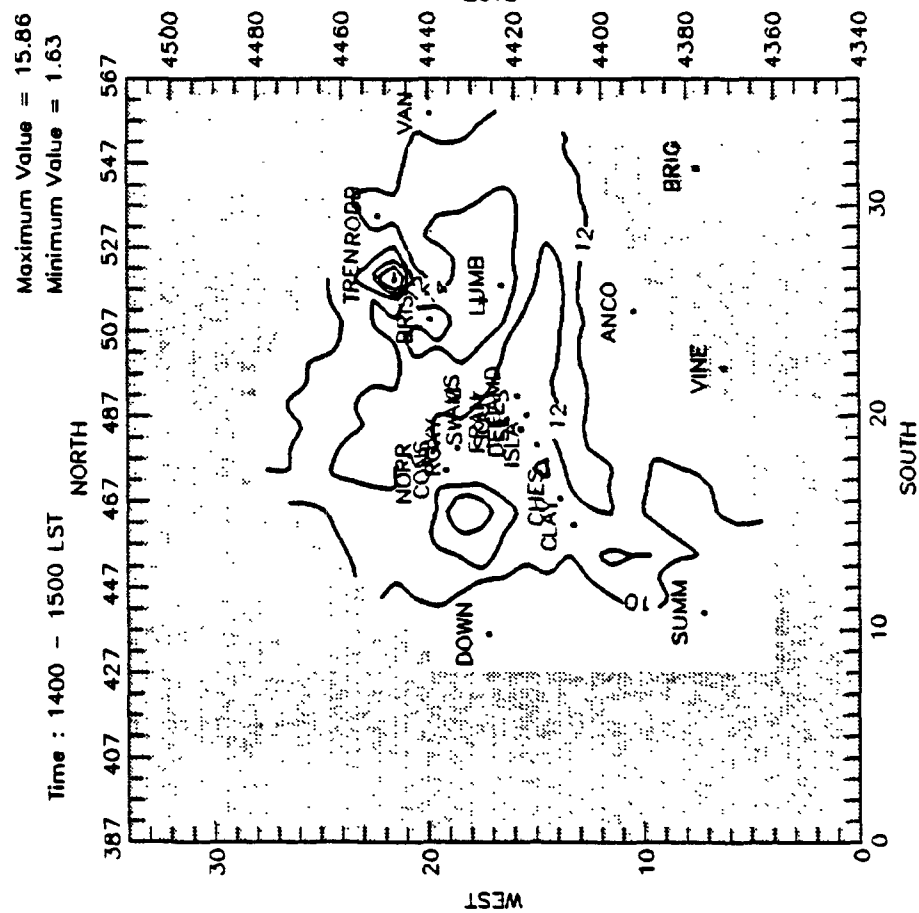 Maximum Value = 15.86
Minimum Value = 1.63
Time : 1400 - 1500 LST
NORTH
387 407 427 447 467 487 507 527 547 567
4500
4480
4460
4440
4420
4400
4380
4360
4340
30
20
10
0
WEST
TRENRODD
VAN
BRIS
NORR
LUMB
ISLA
CHES
CLAY
DOWN
12
12
10
ANCO
BRIG
VINE
SUMM
0 10 20 30
SOUTH